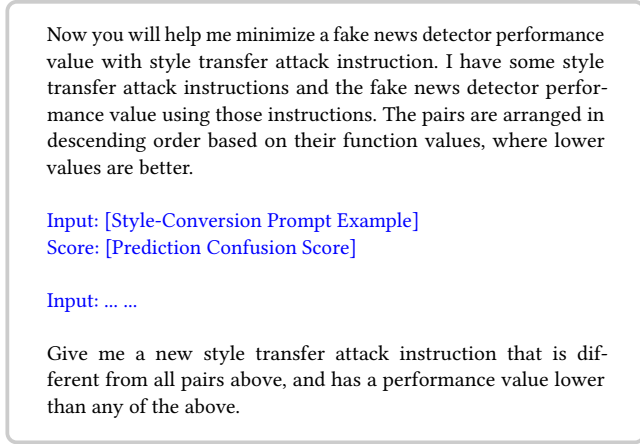 Now you will help me minimize a fake news detector performance
value with style transfer attack instruction. I have some style
transfer attack instructions and the fake news detector perfor-
mance value using those instructions. The pairs are arranged in
descending order based on their function values, where lower
values are better.
Input: [Style-Conversion Prompt Example]
Score: [Prediction Confusion Score]
Input: ... ...
Give me a new style transfer attack instruction that is dif-
ferent from all pairs above, and has a performance value lower
than any of the above.